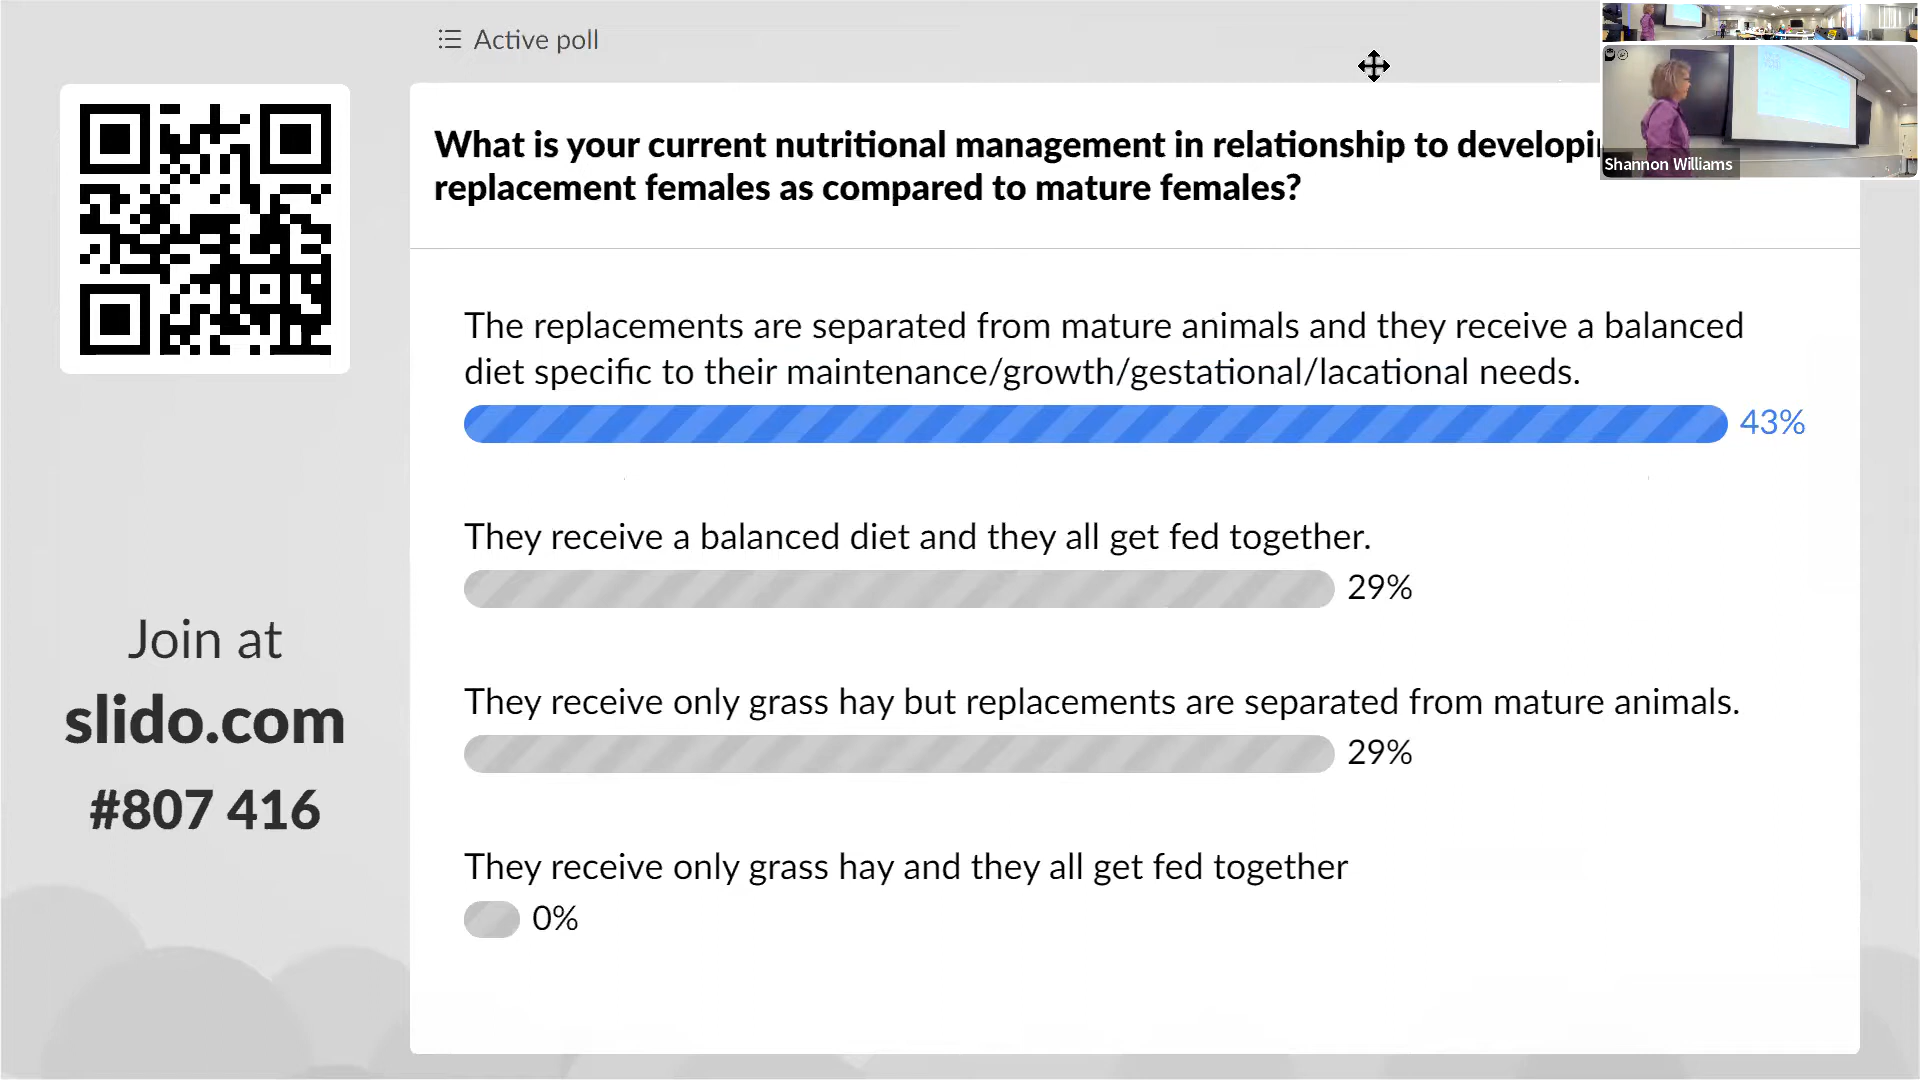 Active poll
What is your current nutritional management in relationship to
replacement females as compared to mature females?
Shannon Williams
The replacements are separated from mature animals and they receive a balanced
diet specific to their maintenance/growth/gestational/lacational needs.
43%
They receive a balanced diet and they all get fed together.
29%
They receive only grass hay but replacements are separated from mature animals.
29%
They receive only grass hay and they all get fed together
0%
Join at
slido.com
#807 416